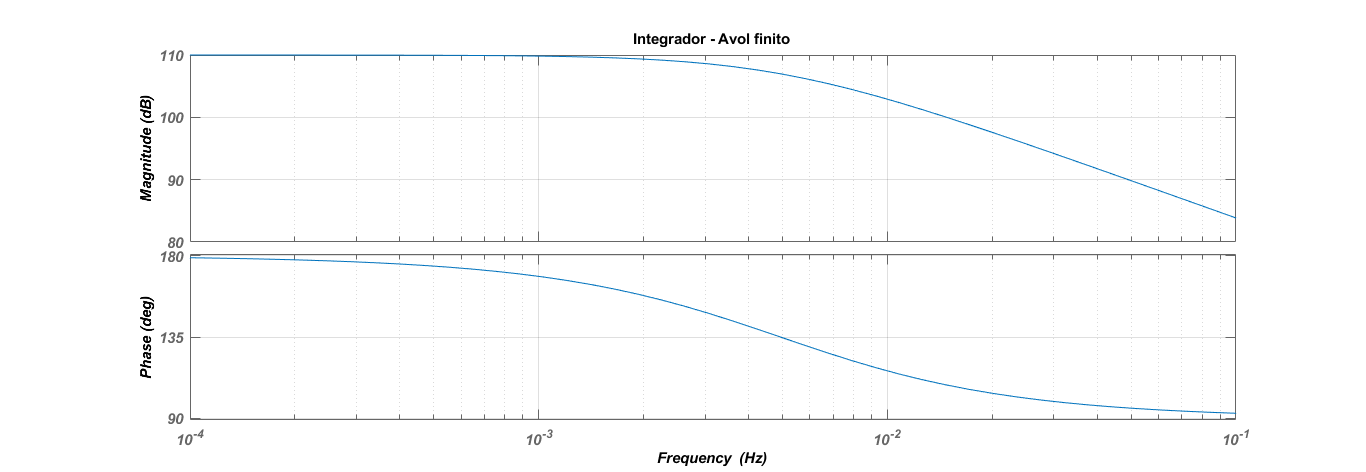 Integrador - Avol finito
Magnitude (dB)
110
100
90
80
Phase (deg)
180
135
90
10^-4
10^-3
10^-2
10^-1
Frequency (Hz)